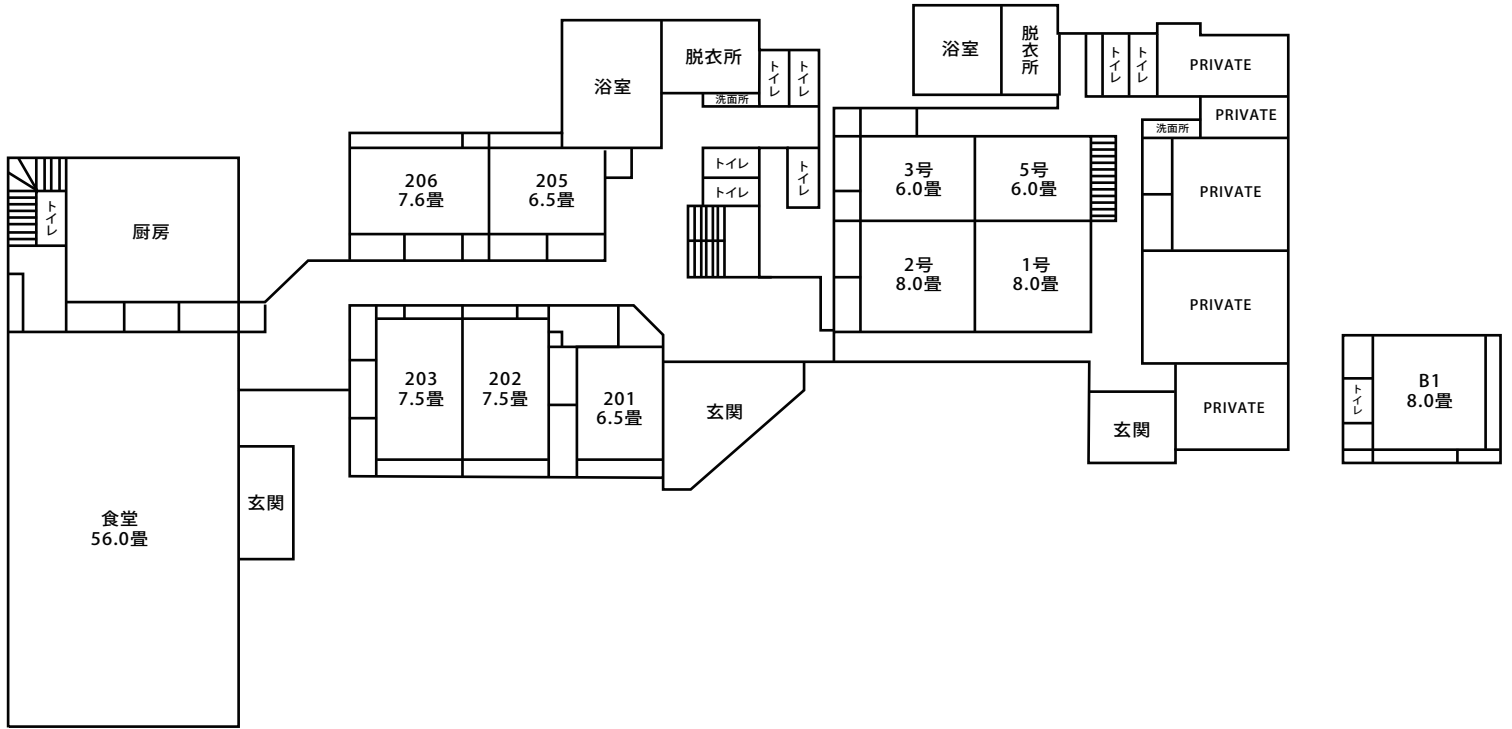 厨房
トイレ
食堂
56.0畳
玄関
206
7.6畳
205
6.5畳
203
7.5畳
202
7.5畳
201
6.5畳
玄関
浴室
脱衣所
洗面所
トイレ
トイレ
トイレ
トイレ
トイレ
浴室
脱衣所
トイレ
トイレ
PRIVATE
PRIVATE
洗面所
PRIVATE
PRIVATE
PRIVATE
3号
6.0畳
5号
6.0畳
2号
8.0畳
1号
8.0畳
玄関
B1
8.0畳
トイレ